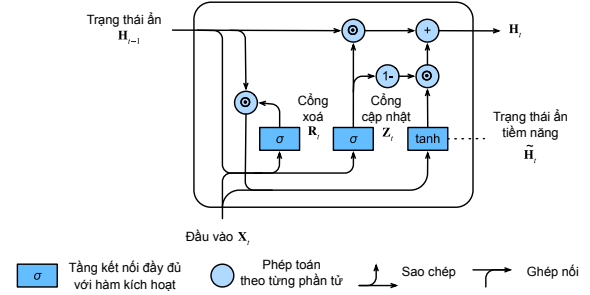 Trạng thái ẩn
H_{t−1}
H_t
+
1-
Cổng
xoá
R_t
Cổng
cập nhật
Z_t
σ
σ
tanh
Trạng thái ẩn
tiềm năng
H̃_t
Đầu vào X_t
σ
Tầng kết nối đầy đủ
với hàm kích hoạt
Phép toán
theo từng phần tử
Sao chép
Ghép nối